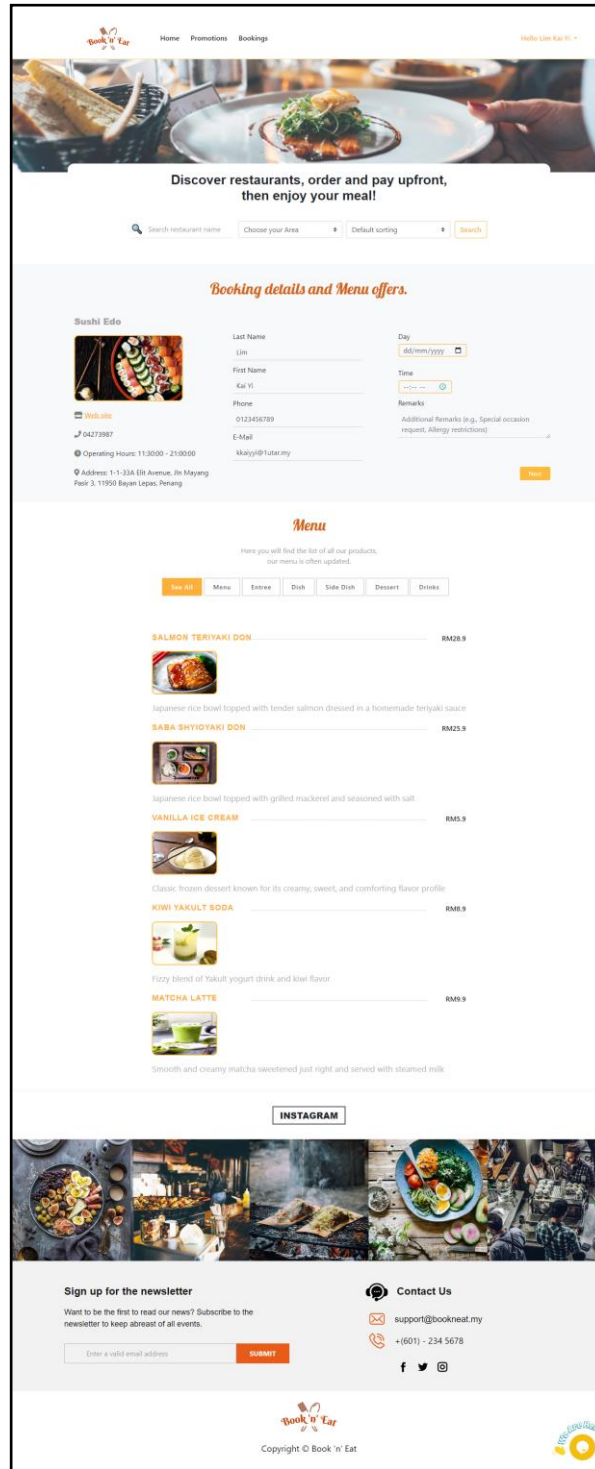 Book 'n' Eat
Home Promotions Bookings
Hello Lim Kai Yi
Discover restaurants, order and pay upfront,
then enjoy your meal!
Search restaurant name
Choose your Area
Default sorting
Search
Booking details and Menu offers.
Sushi Edo
Website
04273987
Operating Hours: 11:30:00 - 21:00:00
Address: 1-1-33A Elit Avenue, Jln Mayang
Pasir 3, 11950 Bayan Lepas, Penang
Last Name
Lim
First Name
Kai Yi
Phone
0123456789
E-Mail
kkaiyyi@1utar.my
Day
dd/mm/yyyy
Time
--:-- --
Remarks
Additional Remarks (e.g., Special occasion
request, Allergy restrictions)
Next
Menu
Here you will find the list of all our products,
our menu is often updated.
See All
Menu
Entree
Dish
Side Dish
Dessert
Drinks
SALMON TERIYAKI DON RM28.9
Japanese rice bowl topped with tender salmon dressed in a homemade teriyaki sauce
SABA SHYIOYAKI DON RM25.9
Japanese rice bowl topped with grilled mackerel and seasoned with salt
VANILLA ICE CREAM RM5.9
Classic frozen dessert known for its creamy, sweet, and comforting flavor profile
KIWI YAKULT SODA RM8.9
Fizzy blend of Yakult yogurt drink and kiwi flavor
MATCHA LATTE RM9.9
Smooth and creamy matcha sweetened just right and served with steamed milk
INSTAGRAM
Sign up for the newsletter
Want to be the first to read our news? Subscribe to the
newsletter to keep abreast of all events.
Enter a valid email address
SUBMIT
Contact Us
support@bookneat.my
+(601) - 234 5678
Book 'n' Eat
Copyright © Book 'n' Eat
We Are